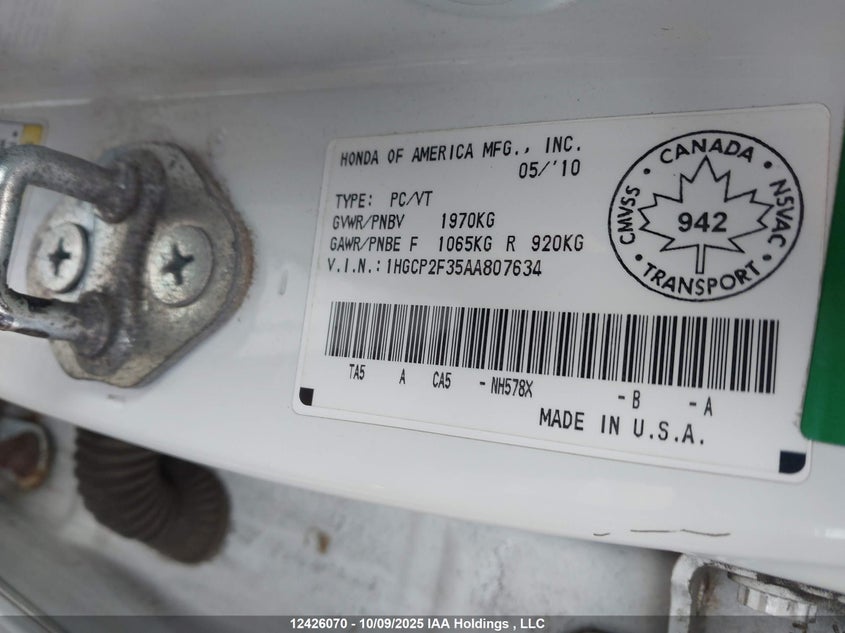 HONDA OF AMERICA MFG., INC.
05/'10
TYPE: PC/VT
GVWR/PNBV 1970KG
GAWR/PNBE F 1065KG R 920KG
V.I.N.:1HGCP2F35AA807634
CANADA
CMVSS
NSVAC
942
TRANSPORT
TA5 A CA5 -NH578X -B -A
MADE IN U.S.A.
12426070 - 10/09/2025 IAA Holdings , LLC